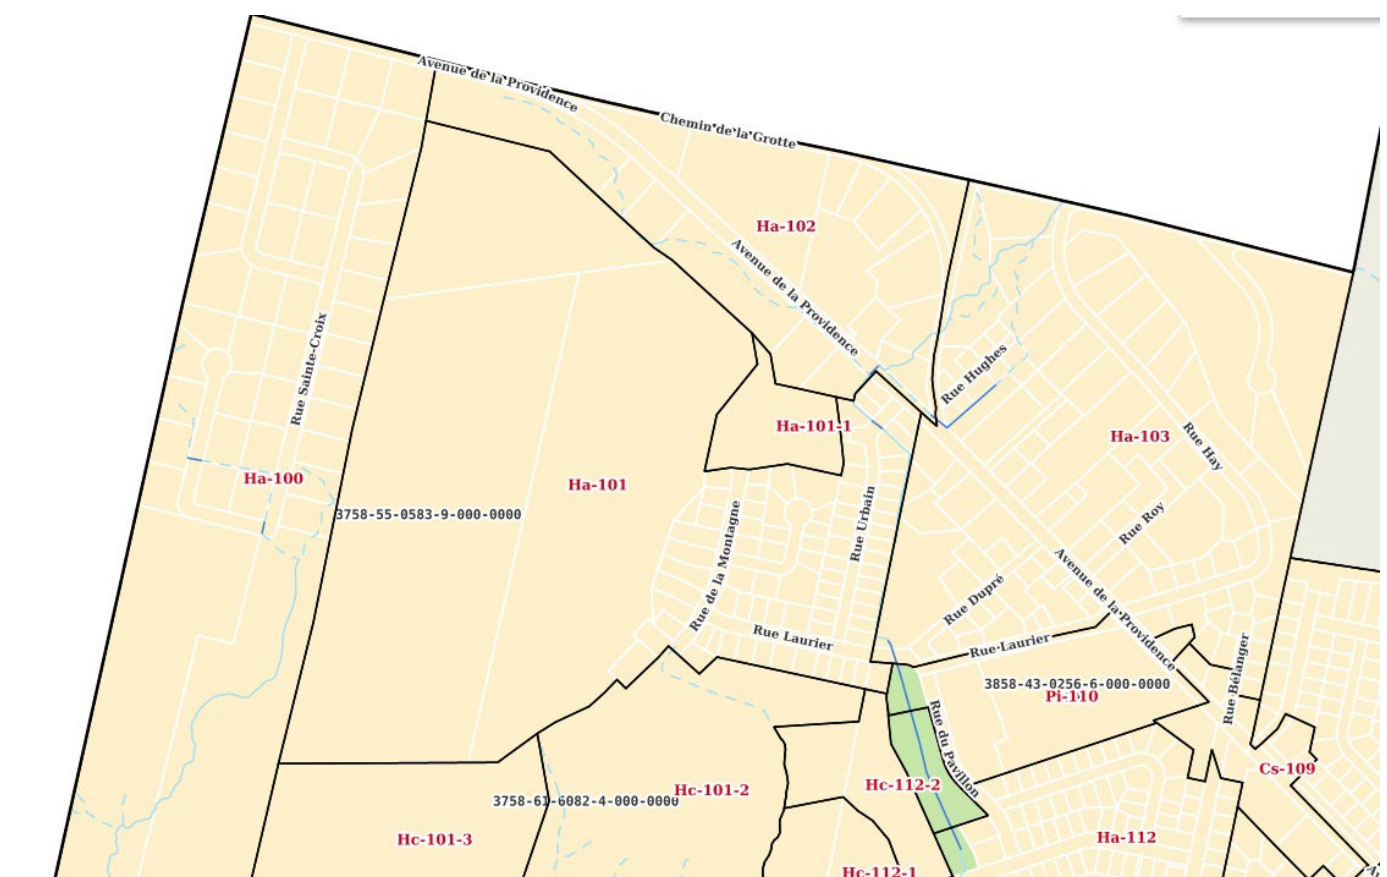 Avenue de la Providence
Chemin de la Grotte
Ha-102
Avenue de la Providence
Rue Sainte-Croix
Rue Hughes
Ha-101-1
Ha-103
Rue Hay
Ha-100
Ha-101
3758-55-0583-9-000-0000
Rue Urbain
Rue Roy
Rue de la Montagne
Avenue de la Providence
Rue Dupré
Rue Laurier
Rue Laurier
Rue Bélanger
3858-43-0256-6-000-0000
Pi-110
Rue du Pavillon
Cs-109
Hc-112-2
Hc-101-2
3758-61-6082-4-000-0000
Hc-101-3
Ha-112
Hc-112-1